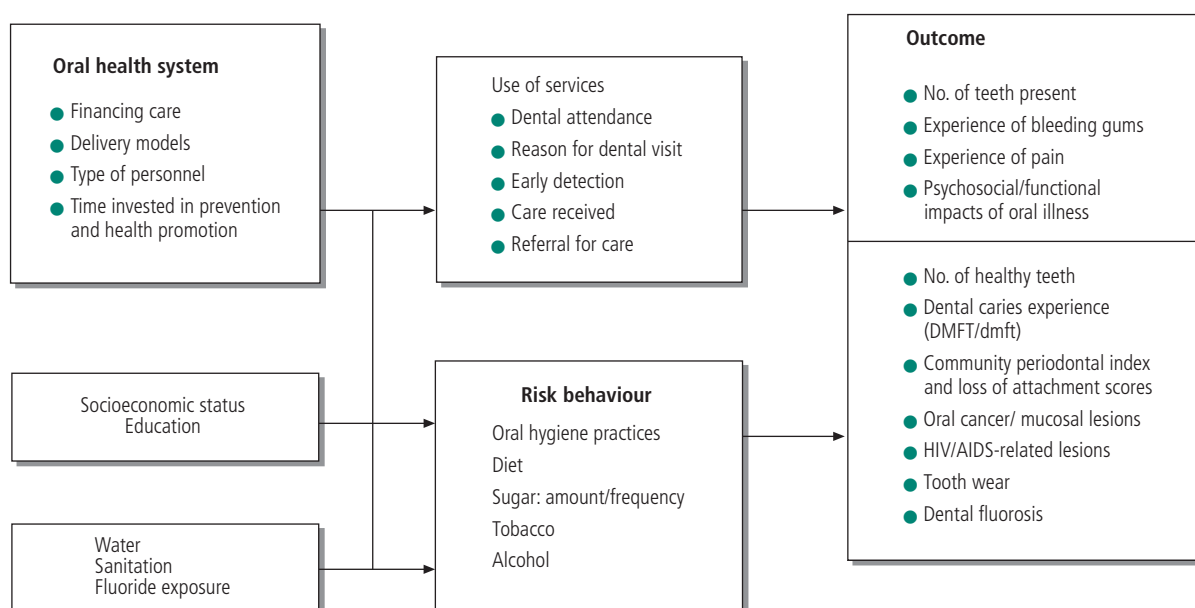 Oral health system
Financing care
Delivery models
Type of personnel
Time invested in prevention
and health promotion
Socioeconomic status
Education
Water
Sanitation
Fluoride exposure
Use of services
Dental attendance
Reason for dental visit
Early detection
Care received
Referral for care
Risk behaviour
Oral hygiene practices
Diet
Sugar: amount/frequency
Tobacco
Alcohol
Outcome
No. of teeth present
Experience of bleeding gums
Experience of pain
Psychosocial/functional
impacts of oral illness
No. of healthy teeth
Dental caries experience
(DMFT/dmft)
Community periodontal index
and loss of attachment scores
Oral cancer/ mucosal lesions
HIV/AIDS-related lesions
Tooth wear
Dental fluorosis